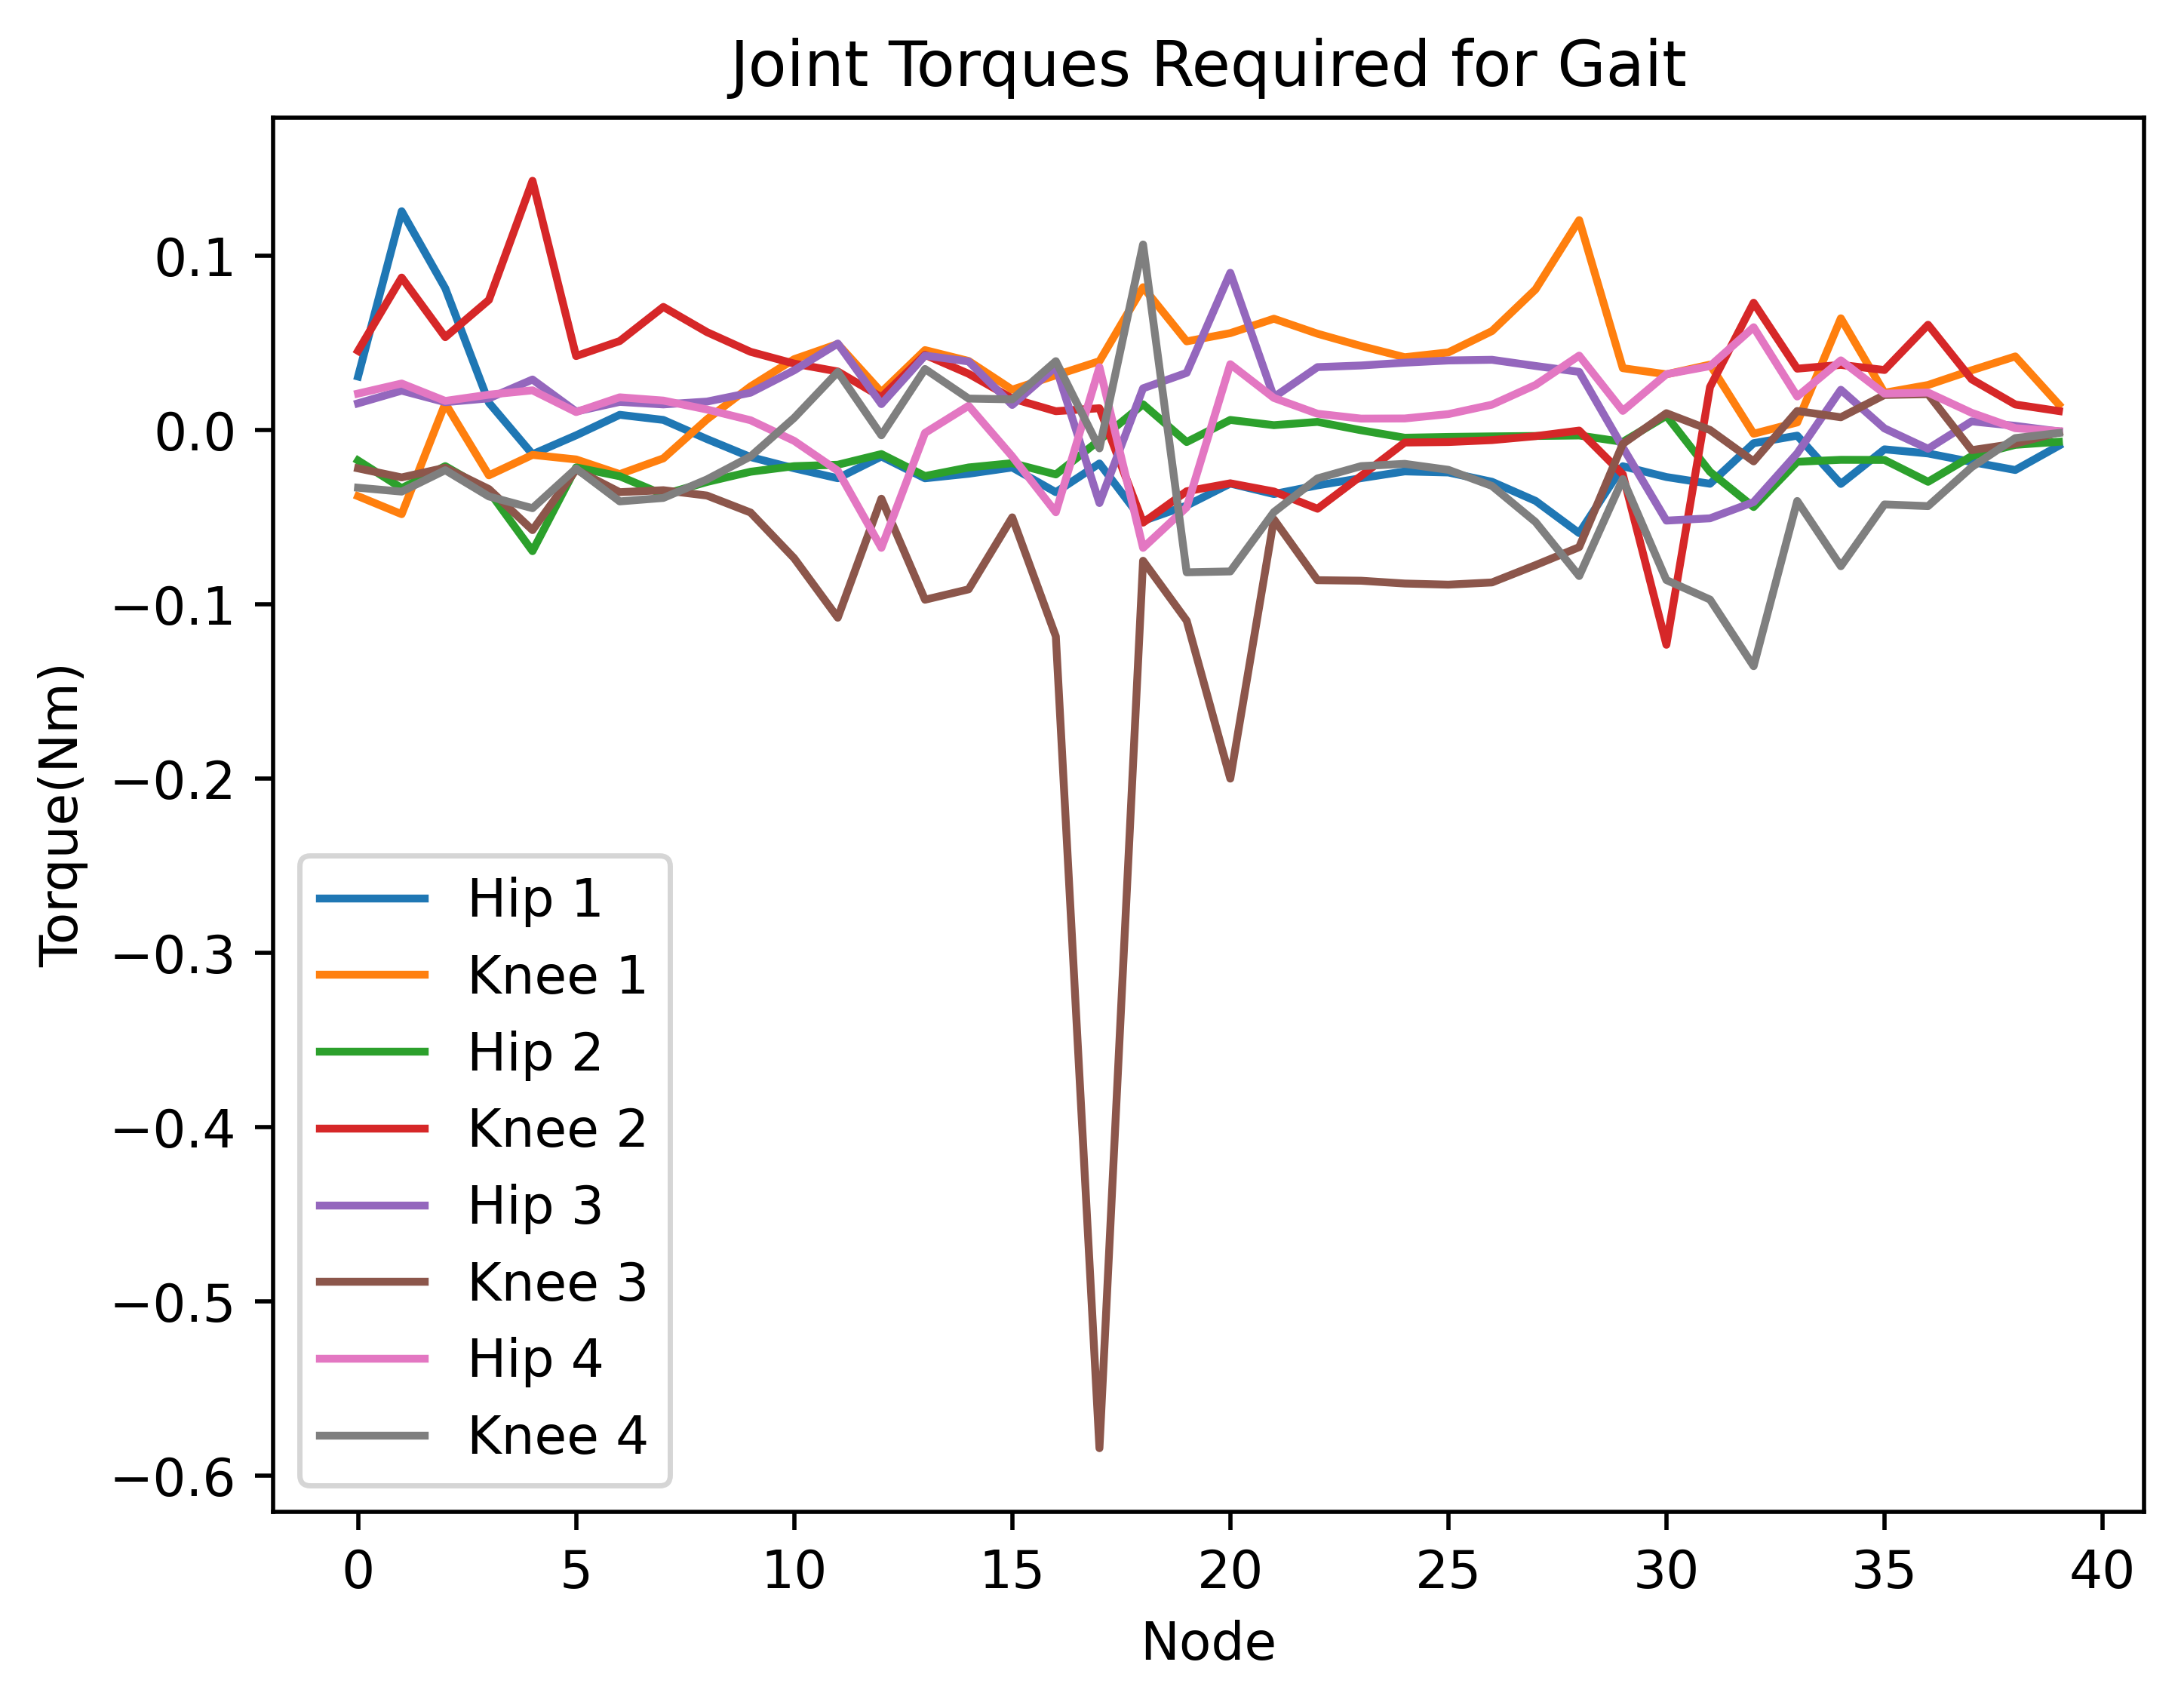 Joint Torques Required for Gait
Torque(Nm)
0.1
0.0
−0.1
−0.2
−0.3
−0.4
−0.5
−0.6
Hip 1
Knee 1
Hip 2
Knee 2
Hip 3
Knee 3
Hip 4
Knee 4
0 5 10 15 20 25 30 35 40
Node